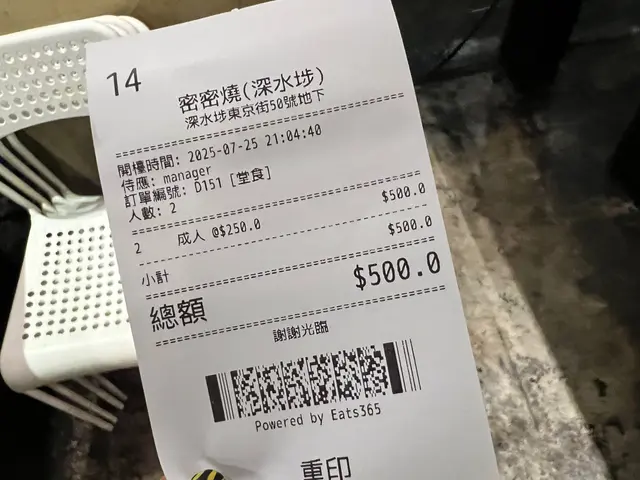 14
密密燒(深水埗)
深水埗東京街50號地下
開檯時間: 2025-07-25 21:04:40
侍應: manager
訂單編號: D151 [堂食]
人數: 2
2 成人 @$250.0 $500.0
小計 $500.0
總額 $500.0
謝謝光臨
Powered by Eats365
重印